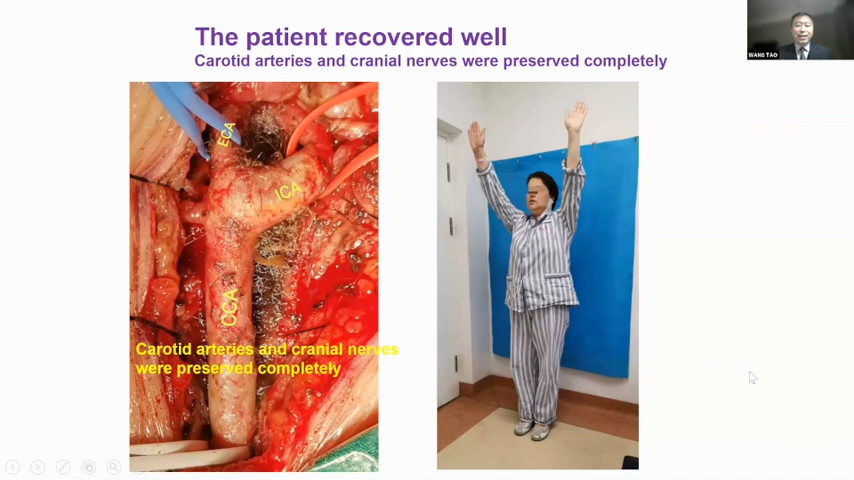 The patient recovered well
Carotid arteries and cranial nerves were preserved completely
WANG TAO
ECA
ICA
CCA
Carotid arteries and cranial nerves
were preserved completely